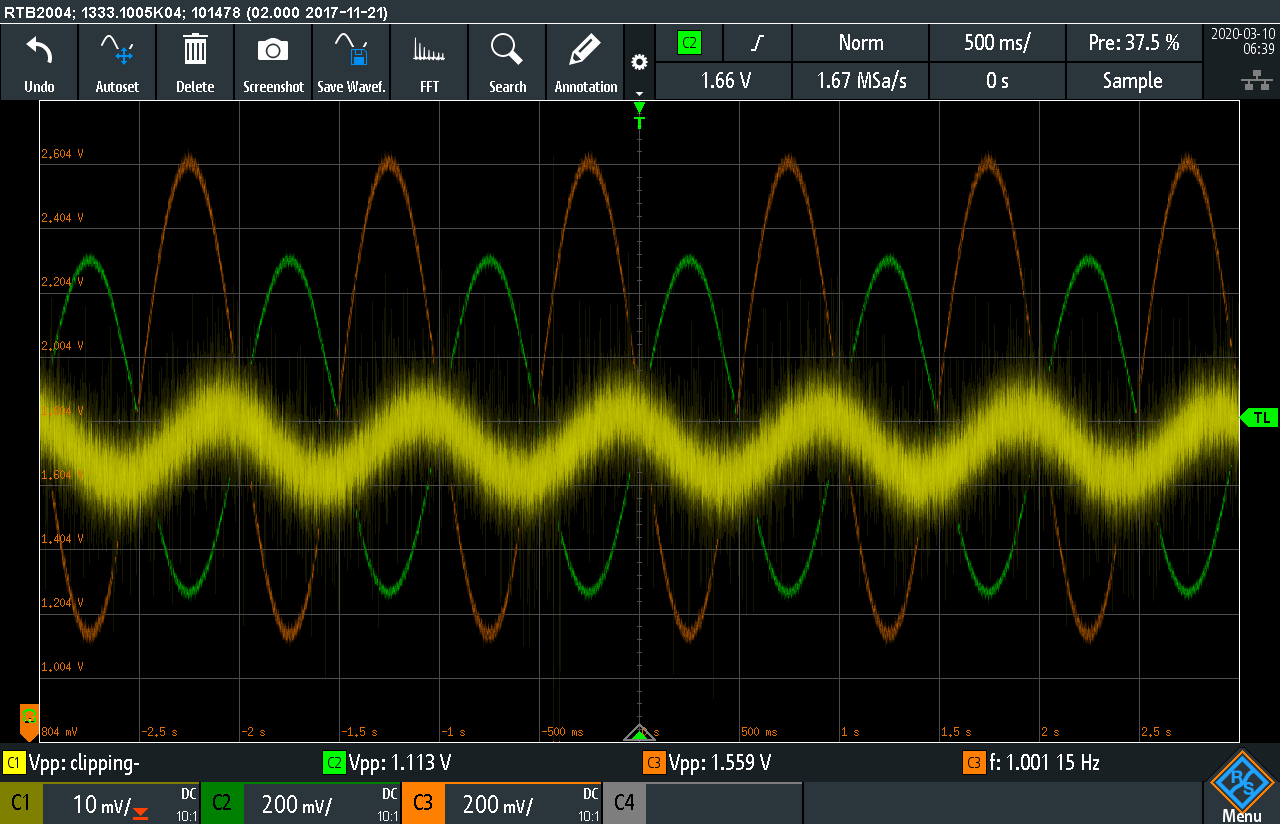 RTB2004; 1333.1005K04; 101478 (02.000 2017-11-21)
Undo
Autoset
Delete
Screenshot
Save Wavef.
FFT
Search
Annotation
C2
Norm
500 ms/
Pre: 37.5 %
2020-03-10
06:39
1.66 V
1.67 MSa/s
0 s
Sample
T
2.604 V
2.404 V
2.204 V
2.004 V
1.804 V
TL
1.604 V
1.404 V
1.204 V
1.004 V
804 mV
-2.5 s
-2 s
-1.5 s
-1 s
-500 ms
500 ms
1 s
1.5 s
2 s
2.5 s
C1 Vpp: clipping-
C2 Vpp: 1.113 V
C3 Vpp: 1.559 V
C3 f: 1.001 15 Hz
C1 10 mV/ DC 10:1
C2 200 mV/ DC 10:1
C3 200 mV/ DC 10:1
C4
R S
Menu